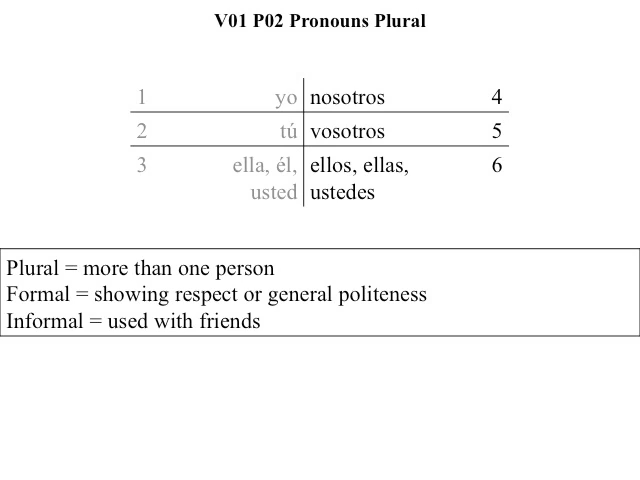 V01 P02 Pronouns Plural
1 yo nosotros 4
2 tú vosotros 5
3 ella, él, ellos, ellas, 6
usted ustedes
Plural = more than one person
Formal = showing respect or general politeness
Informal = used with friends